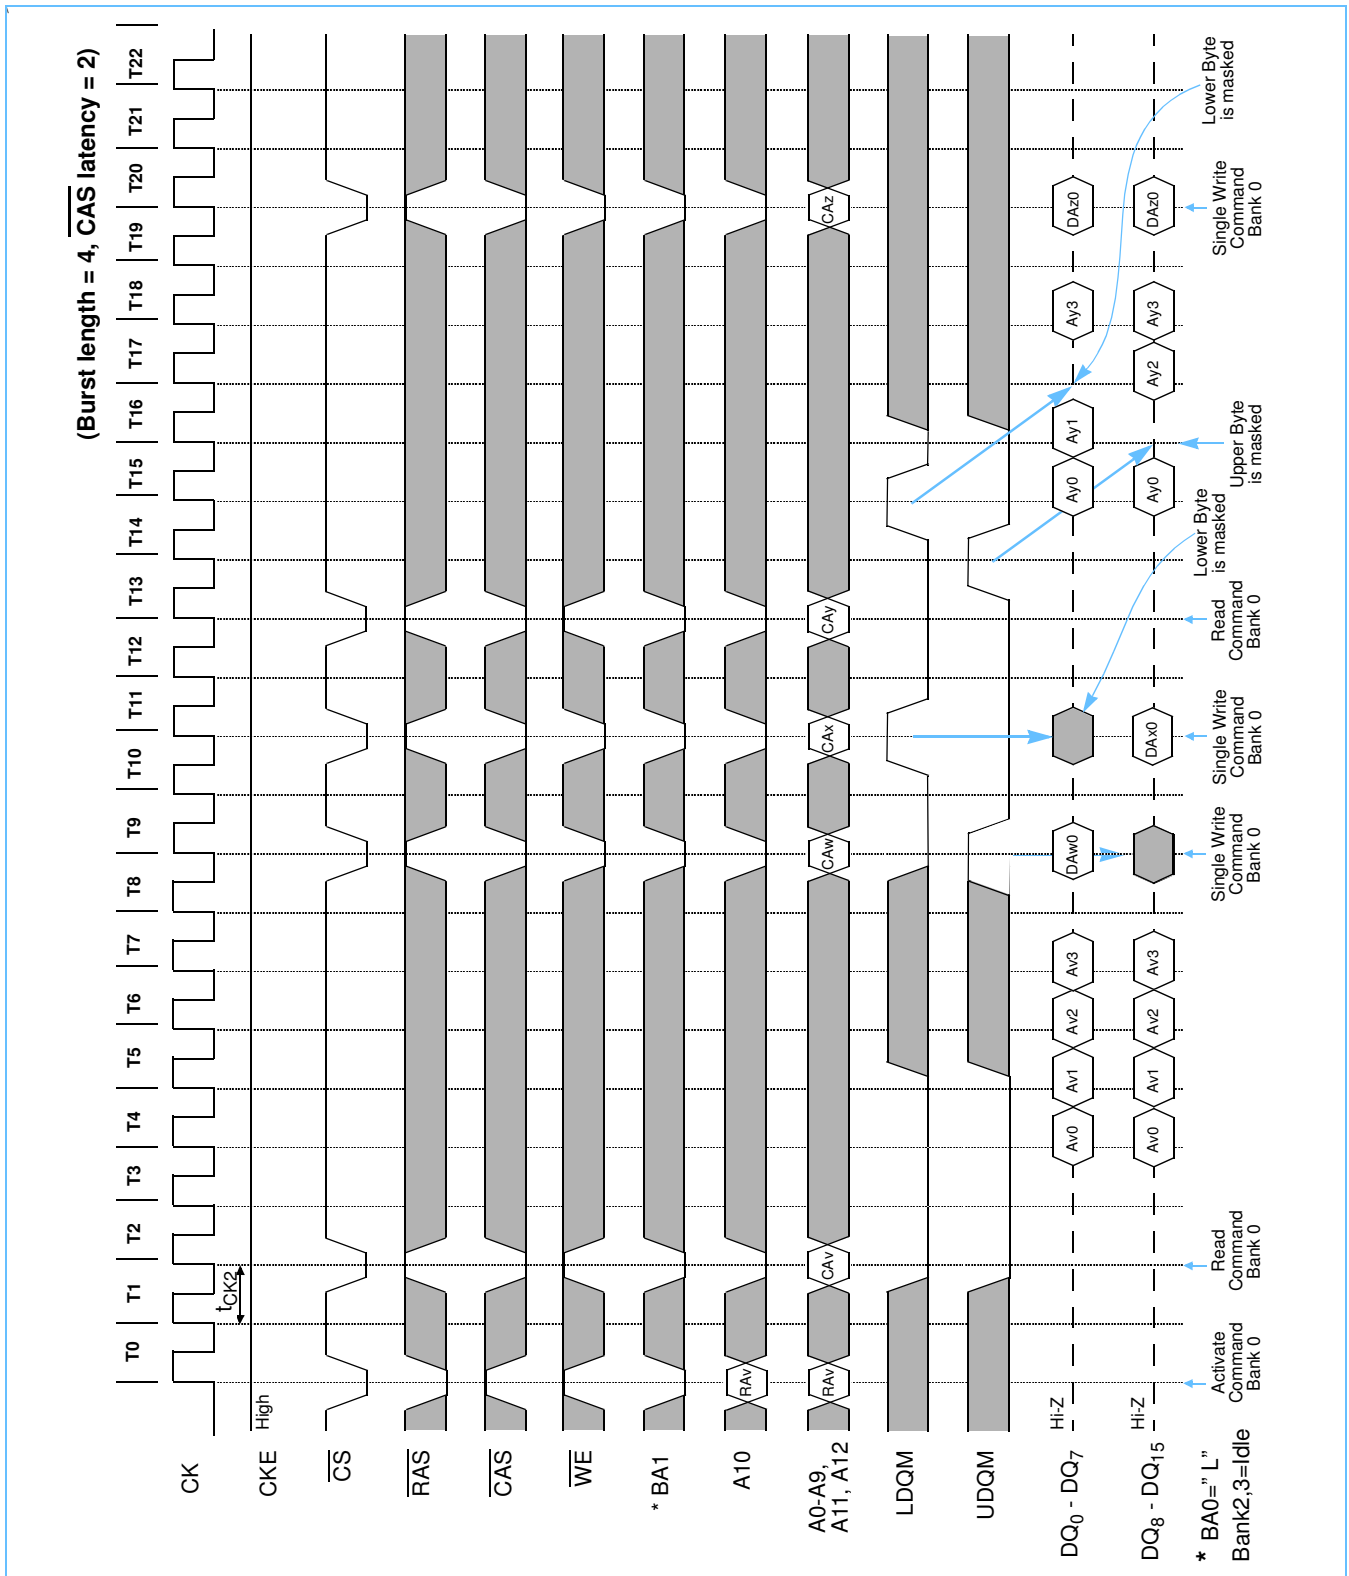 (Burst length = 4, CAS latency = 2)
T0 T1 T2 T3 T4 T5 T6 T7 T8 T9 T10 T11 T12 T13 T14 T15 T16 T17 T18 T19 T20 T21 T22
CK
tCK2
CKE
High
CS
RAS
CAS
WE
* BA1
A10
RAv
A0-A9,
A11, A12
RAv CAv CAw CAx CAy CAz
LDQM
UDQM
DQ0 - DQ7
Hi-Z
Av0 Av1 Av2 Av3 DAw0 Ay0 Ay1 Ay3 DAz0
DQ8 - DQ15
Hi-Z
Av0 Av1 Av2 Av3 DAx0 Ay0 Ay2 Ay3 DAz0
* BA0=" L"
Bank2,3=Idle
Activate
Command
Bank 0
Read
Command
Bank 0
Single Write
Command
Bank 0
Single Write
Command
Bank 0
Lower Byte
is masked
Read
Command
Bank 0
Upper Byte
is masked
Single Write
Command
Bank 0
Lower Byte
is masked